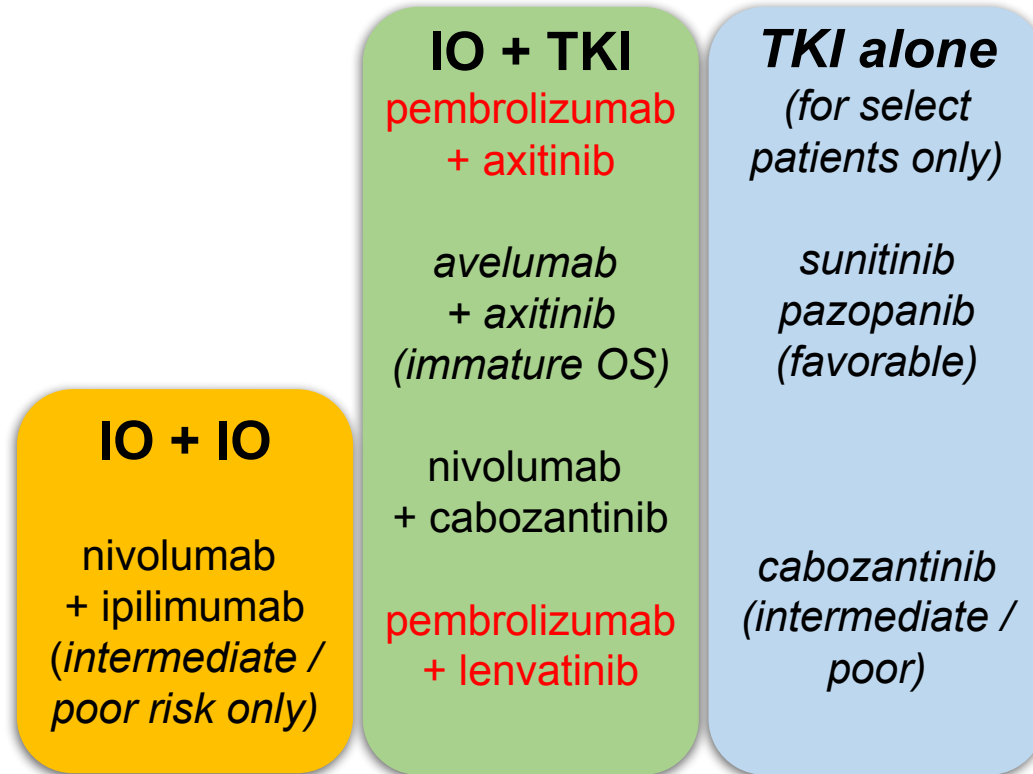 IO + IO
nivolumab
+ ipilimumab
(intermediate /
poor risk only)
IO + TKI
pembrolizumab
+ axitinib
avelumab
+ axitinib
(immature OS)
nivolumab
+ cabozantinib
pembrolizumab
+ lenvatinib
TKI alone
(for select
patients only)
sunitinib
pazopanib
(favorable)
cabozantinib
(intermediate /
poor)